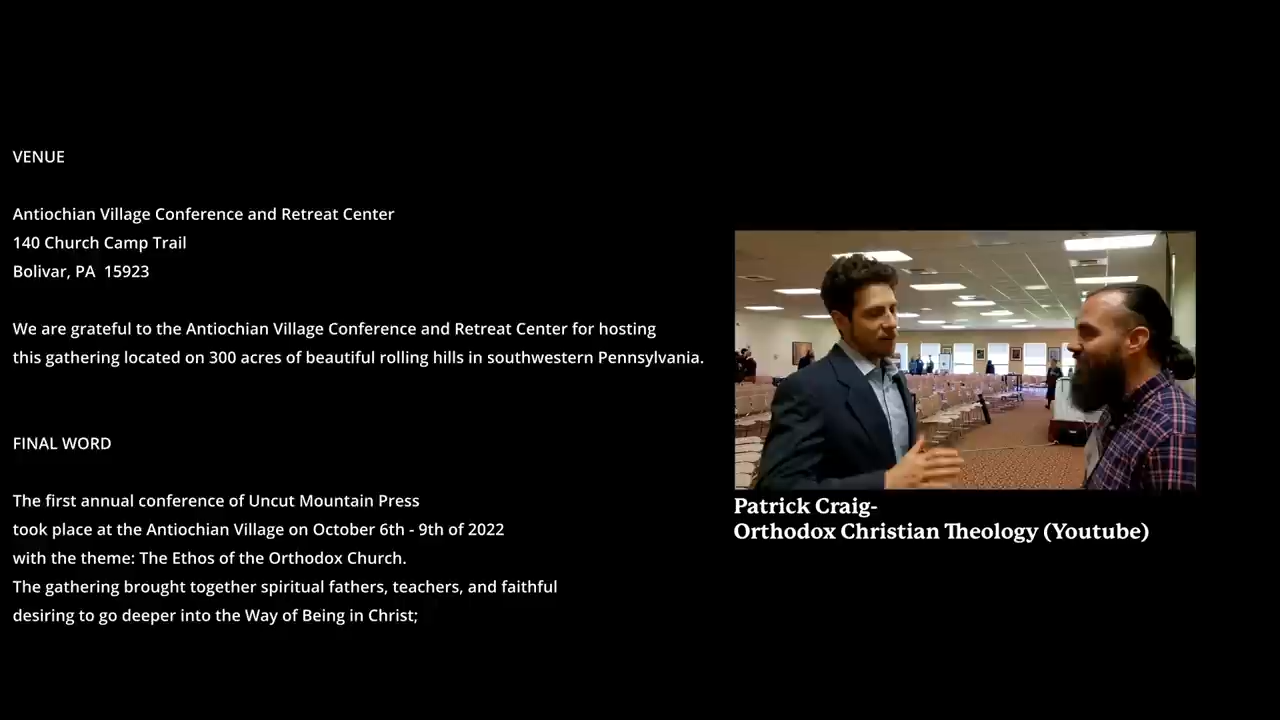 VENUE
Antiochian Village Conference and Retreat Center
140 Church Camp Trail
Bolivar, PA  15923
We are grateful to the Antiochian Village Conference and Retreat Center for hosting
this gathering located on 300 acres of beautiful rolling hills in southwestern Pennsylvania.
FINAL WORD
The first annual conference of Uncut Mountain Press
took place at the Antiochian Village on October 6th - 9th of 2022
with the theme: The Ethos of the Orthodox Church.
The gathering brought together spiritual fathers, teachers, and faithful
desiring to go deeper into the Way of Being in Christ;
Patrick Craig-
Orthodox Christian Theology (Youtube)